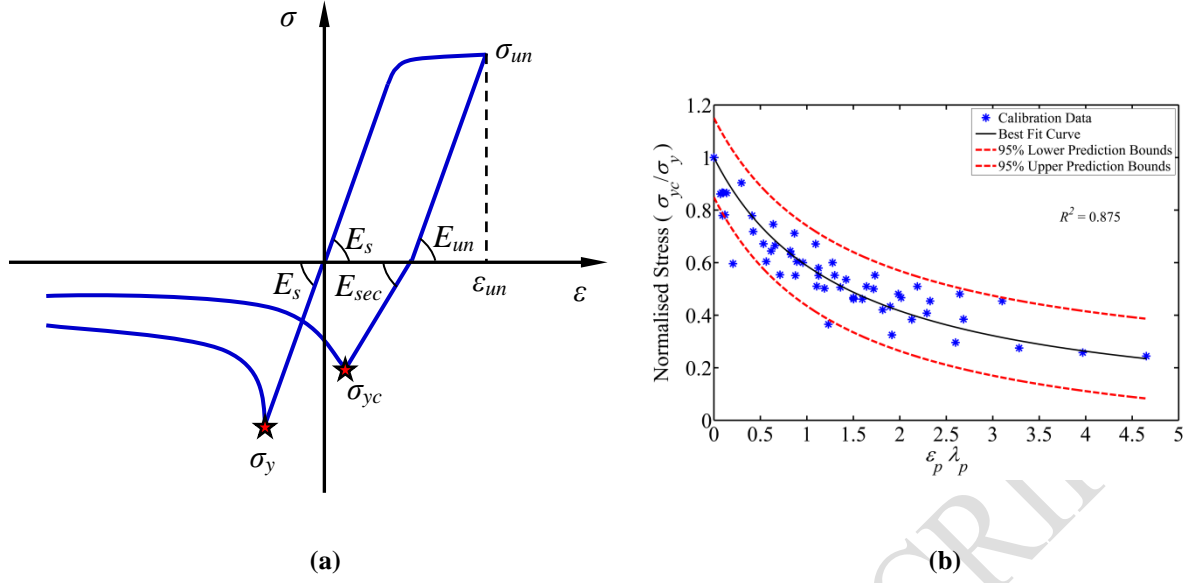 σ
σun
Es
Eun
Es
Esec
εun
ε
σyc
σy
(a)
1.2
1
0.8
0.6
0.4
0.2
0
Normalised Stress ( σyc/σy )
Calibration Data
Best Fit Curve
95% Lower Prediction Bounds
95% Upper Prediction Bounds
R² = 0.875
0 0.5 1 1.5 2 2.5 3 3.5 4 4.5 5
εp λp
(b)